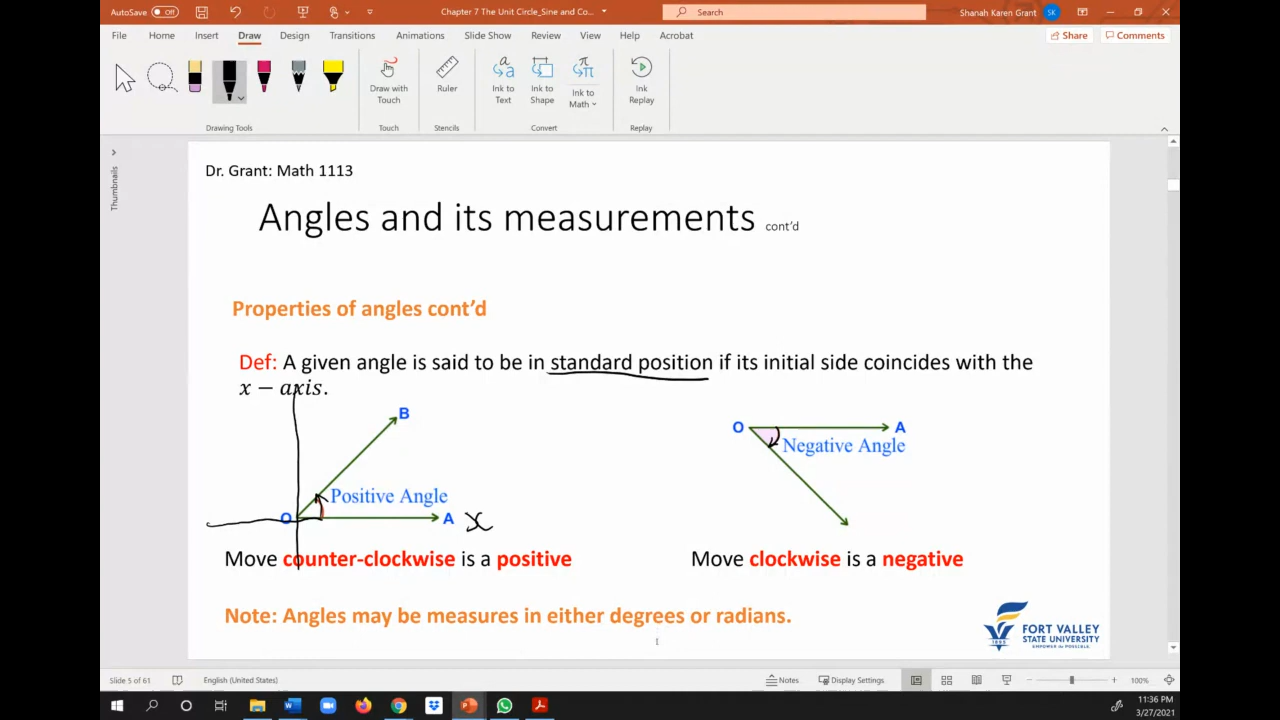 AutoSave Off Chapter 7 The Unit Circle_Sine and Co... Search Shanah Karen Grant SK
File Home Insert Draw Design Transitions Animations Slide Show Review View Help Acrobat Share Comments
Draw with Touch Ruler Ink to Text Ink to Shape Ink to Math Ink Replay
Drawing Tools Touch Stencils Convert Replay
Thumbnails
Dr. Grant: Math 1113
Angles and its measurements cont'd
Properties of angles cont'd
Def: A given angle is said to be in standard position if its initial side coincides with the
x − axis.
B
O A
Negative Angle
Positive Angle
O A x
Move counter-clockwise is a positive
Move clockwise is a negative
Note: Angles may be measures in either degrees or radians.
FORT VALLEY
STATE UNIVERSITY
EMPOWER the POSSIBLE.
1895
Slide 5 of 61 English (United States) Notes Display Settings 100%
11:36 PM
3/27/2021